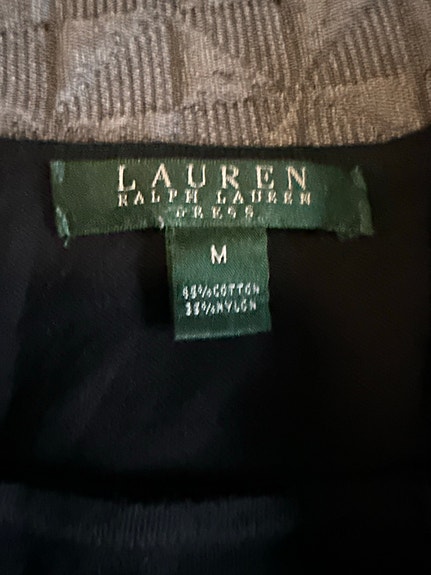 LAUREN
RALPH LAUREN
DRESS
M
65%COTTON
35%NYLON